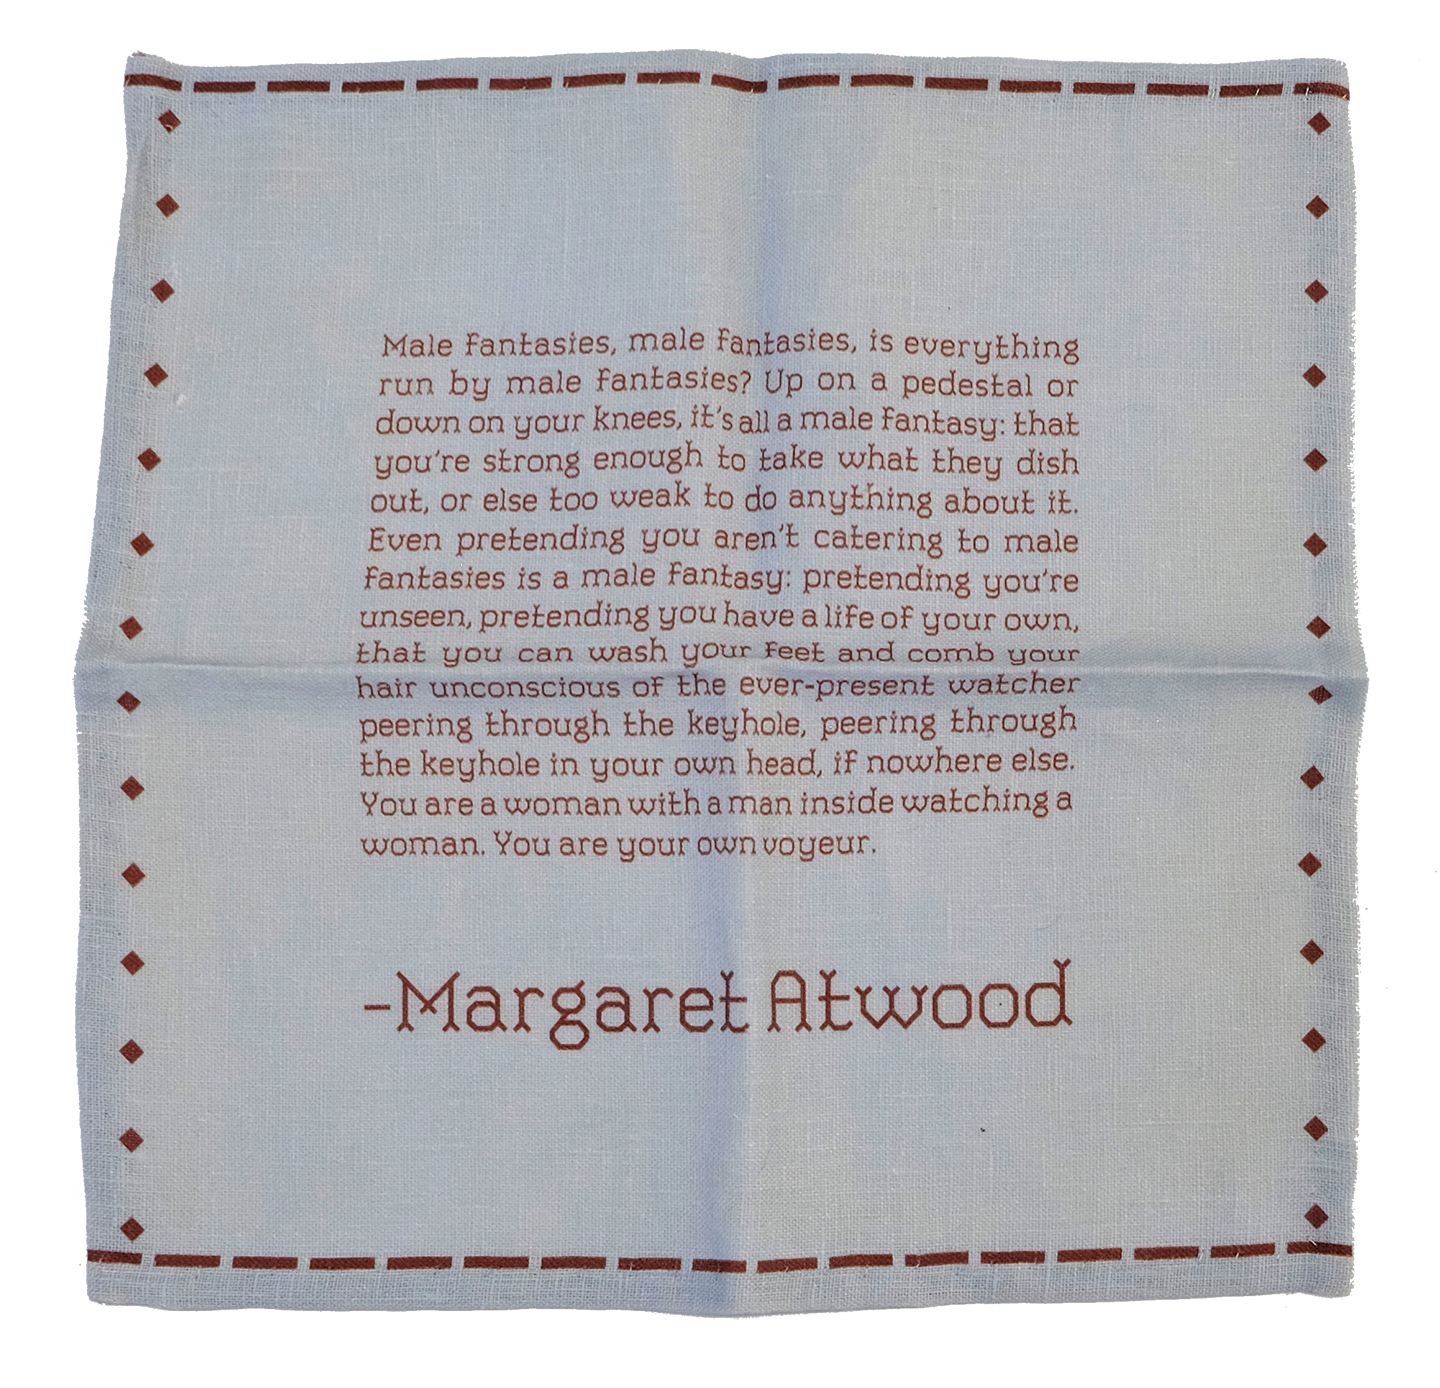 Male fantasies, male fantasies, is everything
run by male fantasies? Up on a pedestal or
down on your knees, it's all a male fantasy: that
you're strong enough to take what they dish
out, or else too weak to do anything about it.
Even pretending you aren't catering to male
fantasies is a male fantasy: pretending you're
unseen, pretending you have a life of your own,
that you can wash your feet and comb your
hair unconscious of the ever-present watcher
peering through the keyhole, peering through
the keyhole in your own head, if nowhere else.
You are a woman with a man inside watching a
woman. You are your own voyeur.
-Margaret Atwood